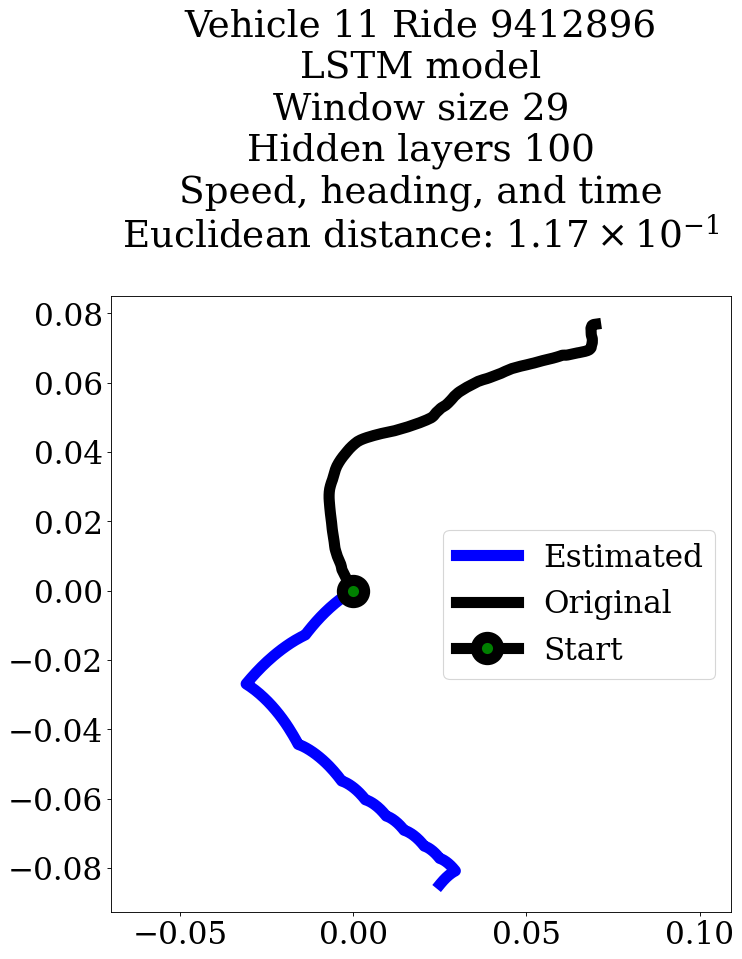 Vehicle 11 Ride 9412896
LSTM model
Window size 29
Hidden layers 100
Speed, heading, and time
Euclidean distance: 1.17 × 10⁻¹
0.08
0.06
0.04
0.02
0.00
−0.02
−0.04
−0.06
−0.08
Estimated
Original
Start
−0.05
0.00
0.05
0.10